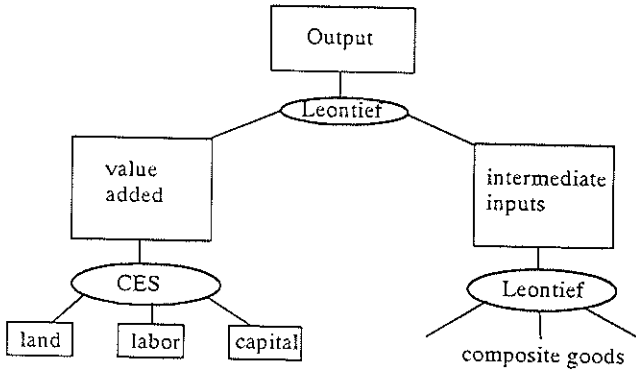 Output
Leontief
value
added
intermediate
inputs
CES
Leontief
land
labor
capital
composite goods